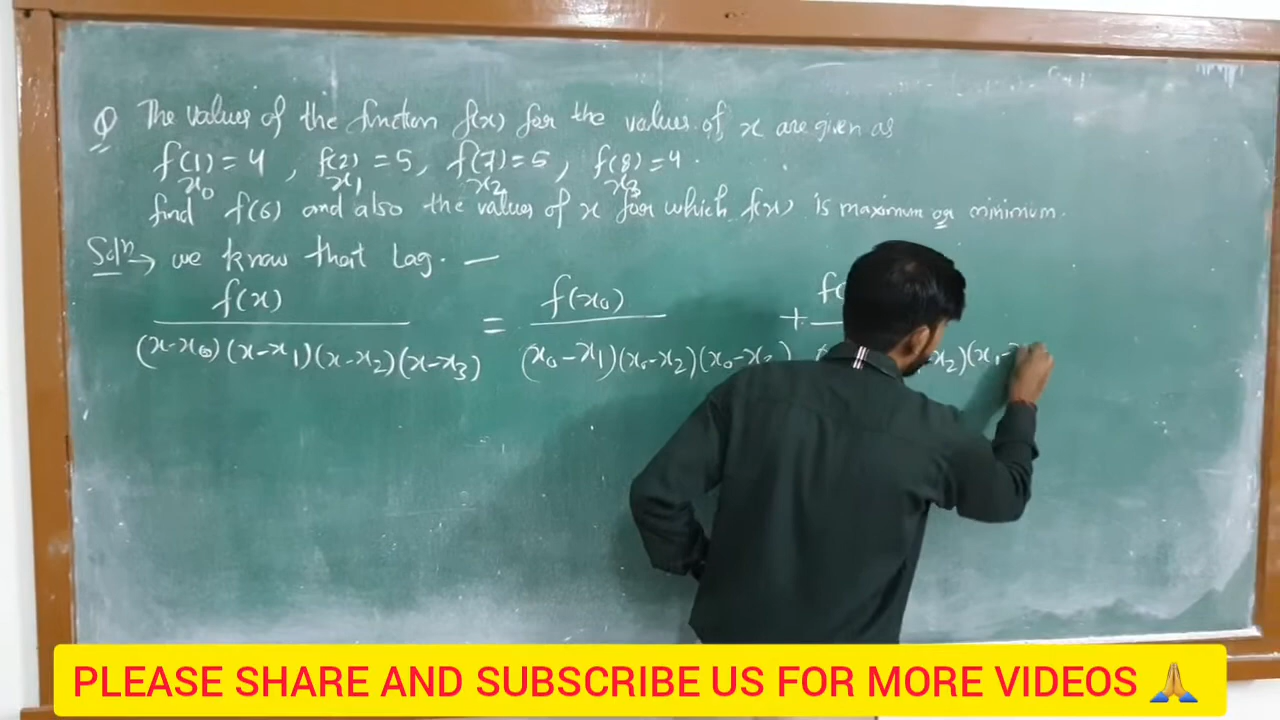 Q The values of the function f(x) for the values of x are given as
f(1) = 4, f(2) = 5, f(7) = 5, f(8) = 4.
x₀ x₁ x₂ x₃
find f(6) and also the values of x for which f(x) is maximum or minimum.
Solⁿ → we know that Lag. —
f(x) = f(x₀) + f(
(x-x₀)(x-x₁)(x-x₂)(x-x₃) (x₀-x₁)(x₀-x₂)(x₀- x₂)(x₁-
PLEASE SHARE AND SUBSCRIBE US FOR MORE VIDEOS 🙏